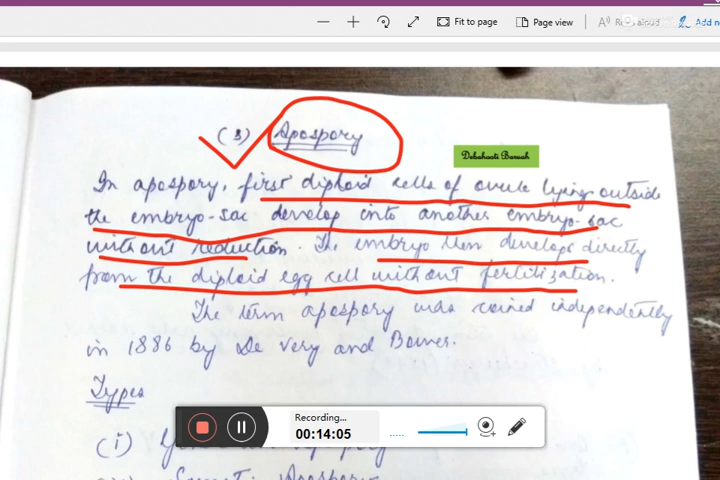 Fit to page Page view
(3) Apospory
Debahooti Baruah
In apospory, first diploid cells of ovule lying outside
the embryo-sac develop into another embryo-sac
without reduction. The embryo then develops directly
from the diploid egg cell without fertilization.
The term apospory was coined independently
in 1886 by De Very and Bower.
Types
Recording...
00:14:05
(i)